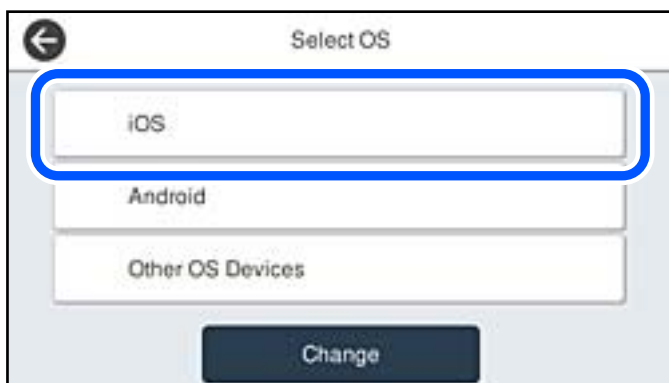 Select OS
iOS
Android
Other OS Devices
Change